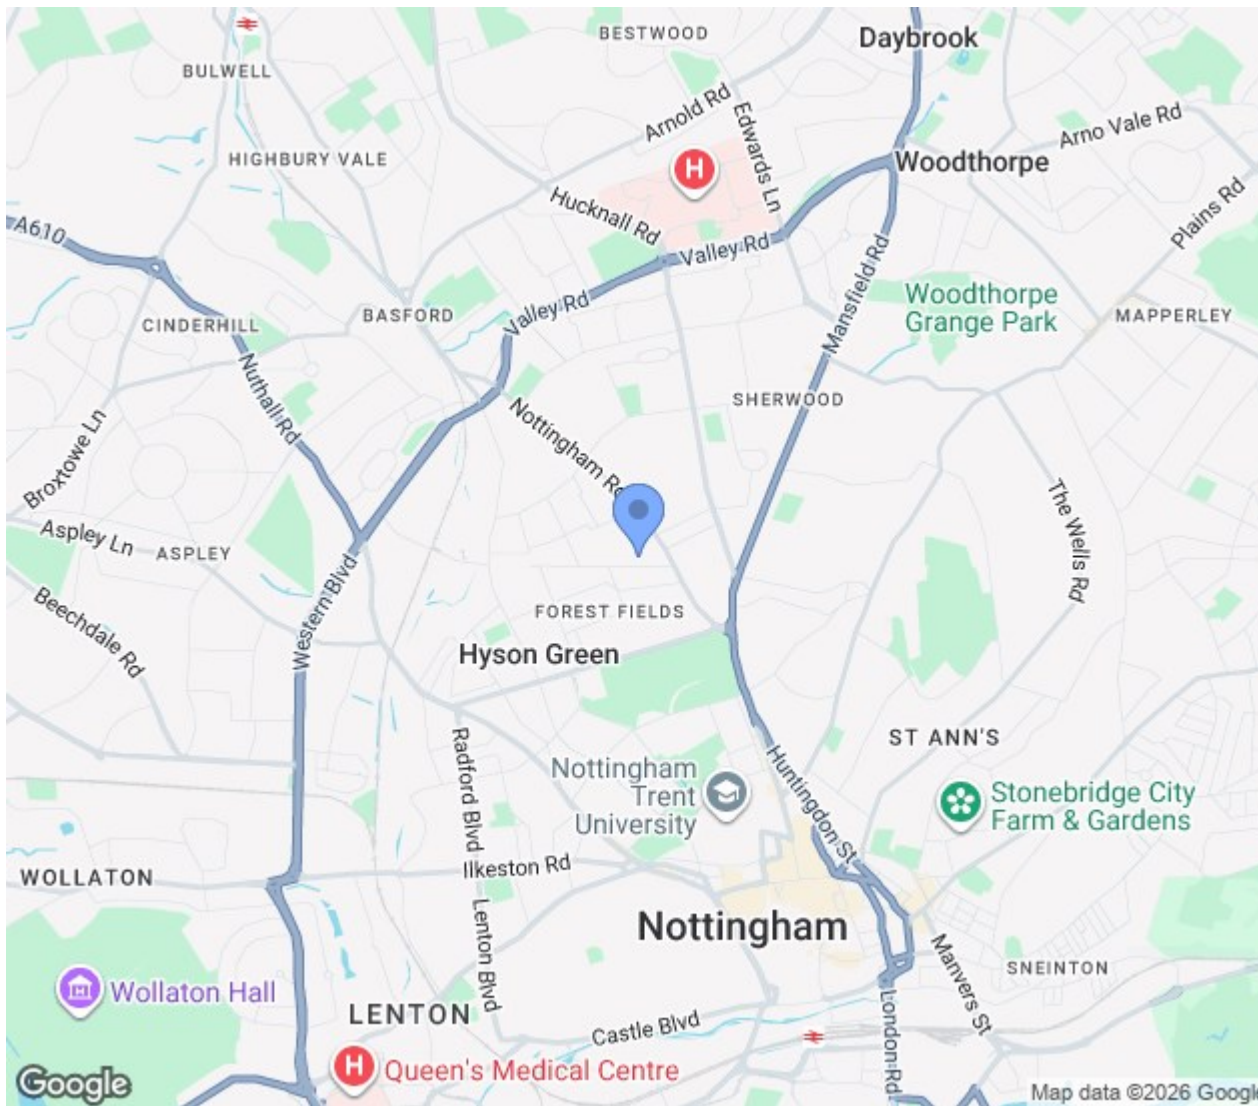 BESTWOOD
Daybrook
BULWELL
Arnold Rd
Edwards Ln
Arno Vale Rd
HIGHBURY VALE
H
Woodthorpe
Hucknall Rd
Plains Rd
A610
Valley Rd
Mansfield Rd
Woodthorpe
Grange Park
Valley Rd
CINDERHILL
BASFORD
MAPPERLEY
Nuthall Rd
SHERWOOD
Nottingham Rd
Broxtowe Ln
Aspley Ln
ASPLEY
The Wells Rd
Western Blvd
Beechdale Rd
FOREST FIELDS
Hyson Green
ST ANN'S
Radford Blvd
Nottingham
Trent
University
Huntingdon St
Stonebridge City
Farm & Gardens
Ilkeston Rd
WOLLATON
Lenton Blvd
Nottingham
Manvers St
SNEINTON
Wollaton Hall
LENTON
Castle Blvd
London Rd
H
Queen's Medical Centre
Google
Map data ©2026 Google